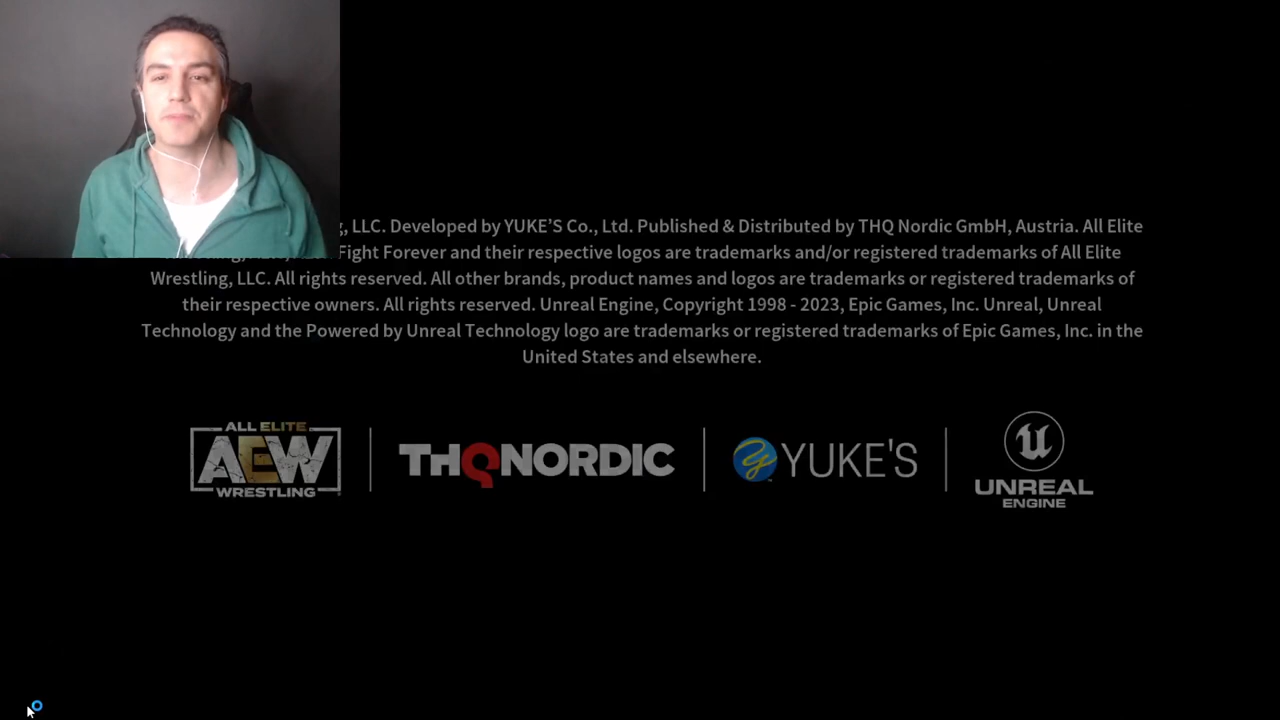 g, LLC. Developed by YUKE'S Co., Ltd. Published & Distributed by THQ Nordic GmbH, Austria. All Elite
Fight Forever and their respective logos are trademarks and/or registered trademarks of All Elite
Wrestling, LLC. All rights reserved. All other brands, product names and logos are trademarks or registered trademarks of
their respective owners. All rights reserved. Unreal Engine, Copyright 1998 - 2023, Epic Games, Inc. Unreal, Unreal
Technology and the Powered by Unreal Technology logo are trademarks or registered trademarks of Epic Games, Inc. in the
United States and elsewhere.
ALL ELITE
AEW
WRESTLING
THQNORDIC
YUKE'S
UNREAL
ENGINE